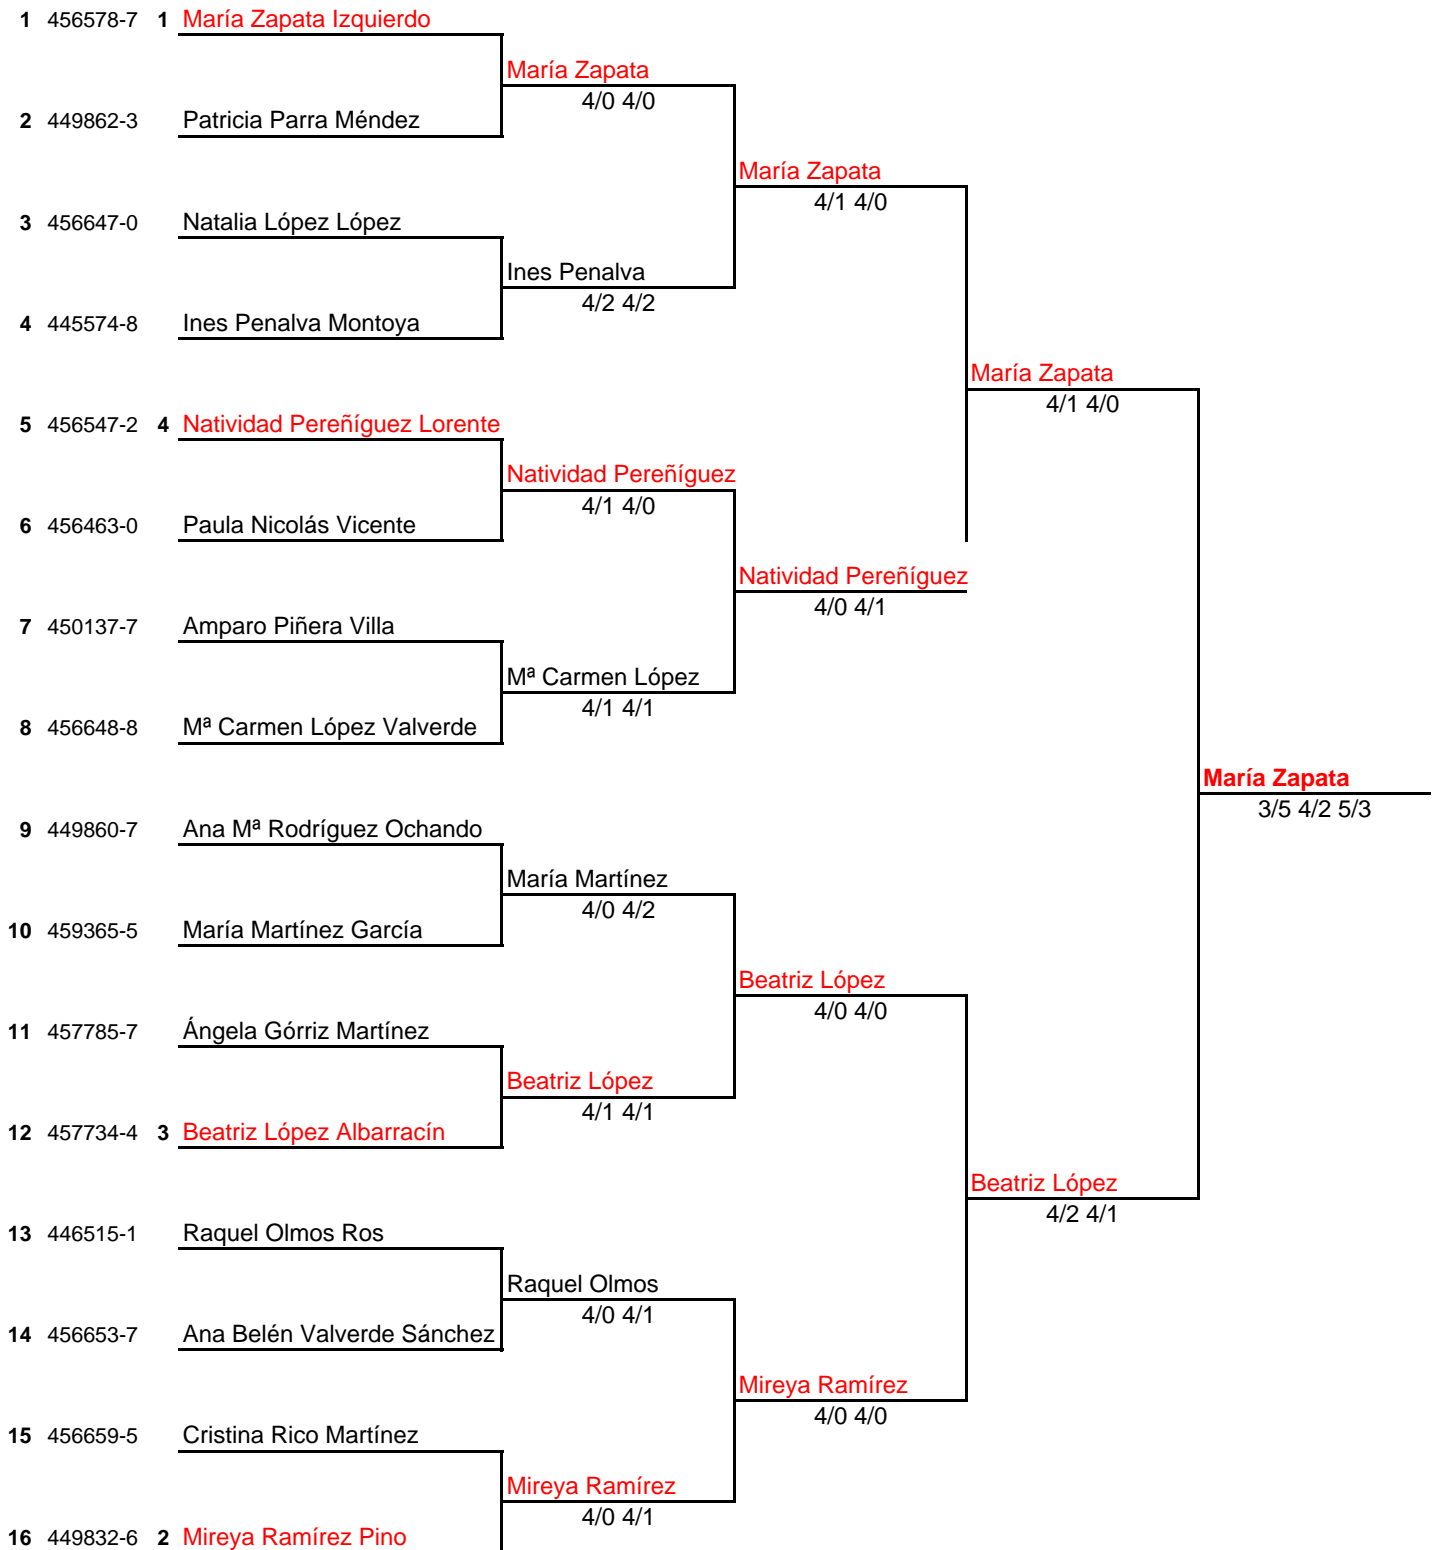 1 456578-7 1 María Zapata Izquierdo
María Zapata
4/0 4/0
2 449862-3 Patricia Parra Méndez
María Zapata
4/1 4/0
3 456647-0 Natalia López López
Ines Penalva
4/2 4/2
4 445574-8 Ines Penalva Montoya
María Zapata
4/1 4/0
5 456547-2 4 Natividad Pereñíguez Lorente
Natividad Pereñíguez
4/1 4/0
6 456463-0 Paula Nicolás Vicente
Natividad Pereñíguez
4/0 4/1
7 450137-7 Amparo Piñera Villa
Mª Carmen López
4/1 4/1
8 456648-8 Mª Carmen López Valverde
María Zapata
3/5 4/2 5/3
9 449860-7 Ana Mª Rodríguez Ochando
María Martínez
4/0 4/2
10 459365-5 María Martínez García
Beatriz López
4/0 4/0
11 457785-7 Ángela Górriz Martínez
Beatriz López
4/1 4/1
12 457734-4 3 Beatriz López Albarracín
Beatriz López
4/2 4/1
13 446515-1 Raquel Olmos Ros
Raquel Olmos
4/0 4/1
14 456653-7 Ana Belén Valverde Sánchez
Mireya Ramírez
4/0 4/0
15 456659-5 Cristina Rico Martínez
Mireya Ramírez
4/0 4/1
16 449832-6 2 Mireya Ramírez Pino